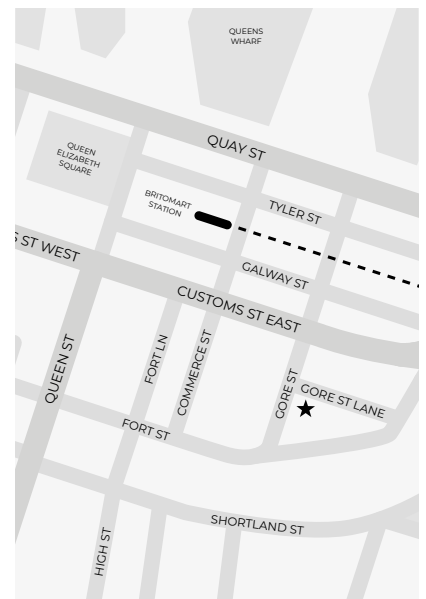 QUEENS
WHARF
QUAY ST
QUEEN
ELIZABETH
SQUARE
BRITOMART
STATION
TYLER ST
S ST WEST
GALWAY ST
CUSTOMS ST EAST
QUEEN ST
FORT LN
COMMERCE ST
GORE ST
GORE ST LANE
FORT ST
SHORTLAND ST
HIGH ST